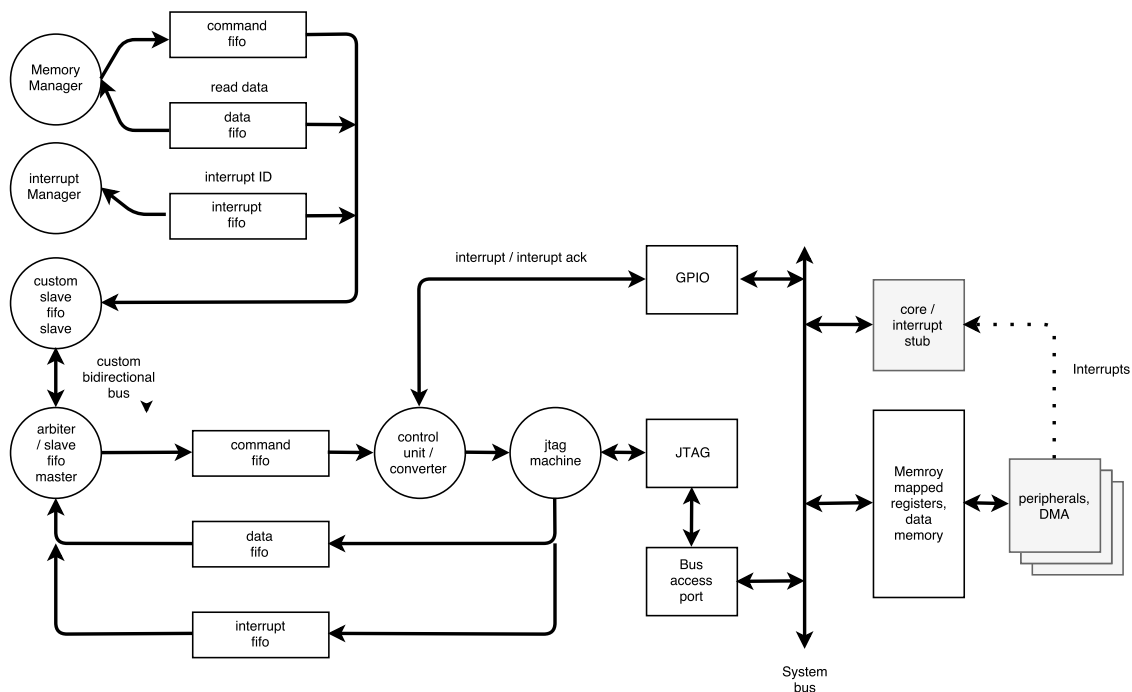 command
fifo
Memory
Manager
read data
data
fifo
interrupt ID
interrupt
Manager
interrupt
fifo
interrupt / interupt ack
GPIO
custom
slave
fifo
slave
core /
interrupt
stub
custom
bidirectional
bus
Interrupts
arbiter
/ slave
fifo
master
command
fifo
control
unit /
converter
jtag
machine
JTAG
Memroy
mapped
registers,
data
memory
peripherals,
DMA
data
fifo
Bus
access
port
interrupt
fifo
System
bus